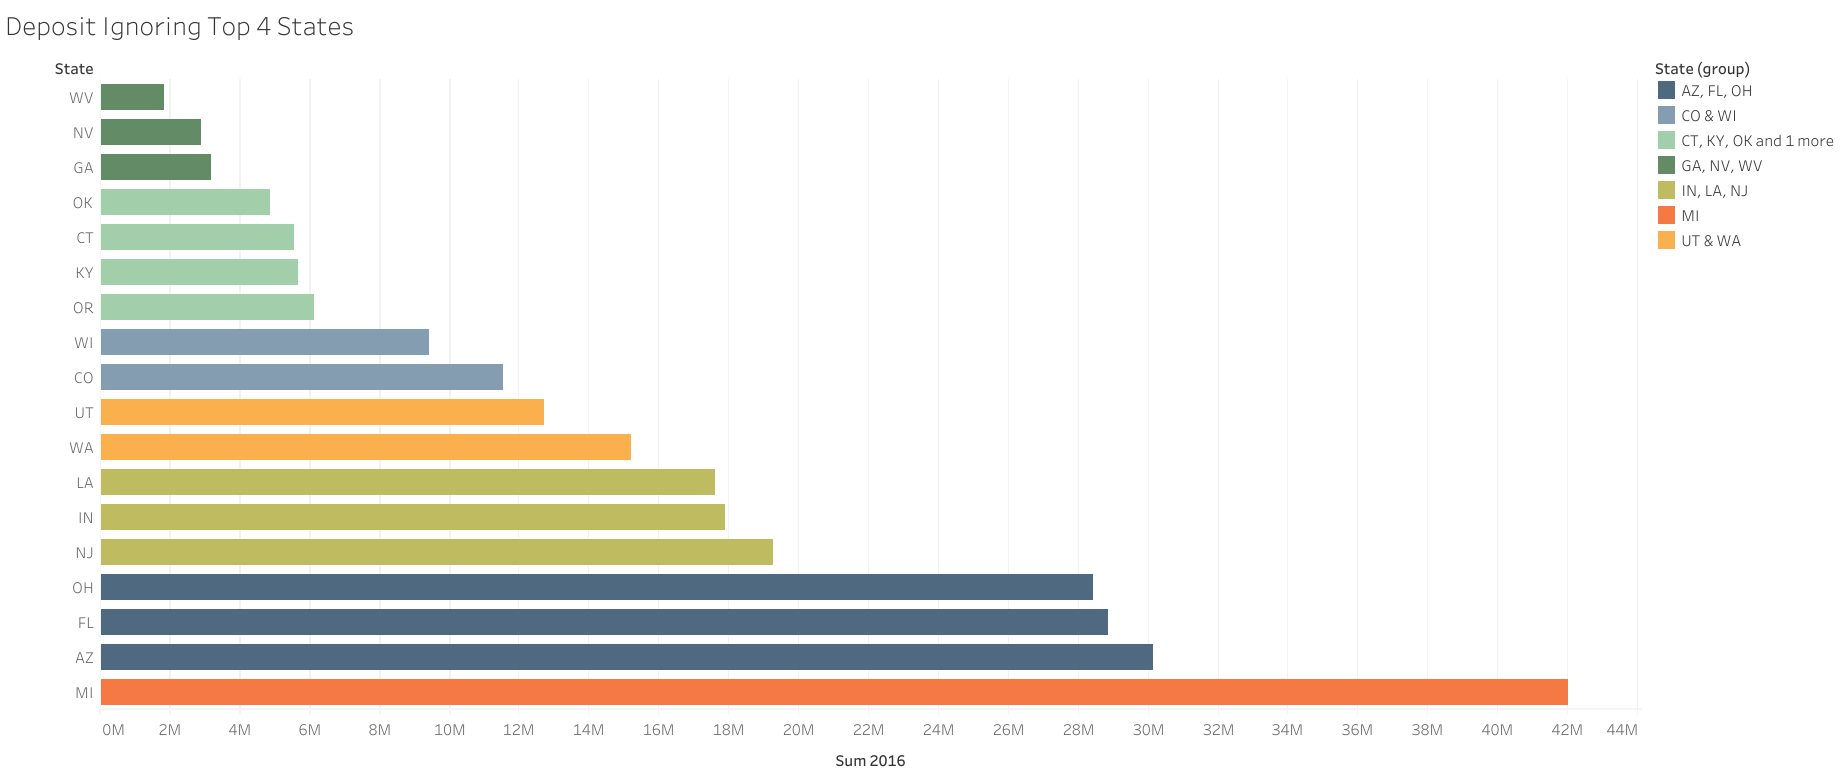 Deposit Ignoring Top 4 States
State
WV
NV
GA
OK
CT
KY
OR
WI
CO
UT
WA
LA
IN
NJ
OH
FL
AZ
MI
0M 2M 4M 6M 8M 10M 12M 14M 16M 18M 20M 22M 24M 26M 28M 30M 32M 34M 36M 38M 40M 42M 44M
Sum 2016
State (group)
AZ, FL, OH
CO & WI
CT, KY, OK and 1 more
GA, NV, WV
IN, LA, NJ
MI
UT & WA